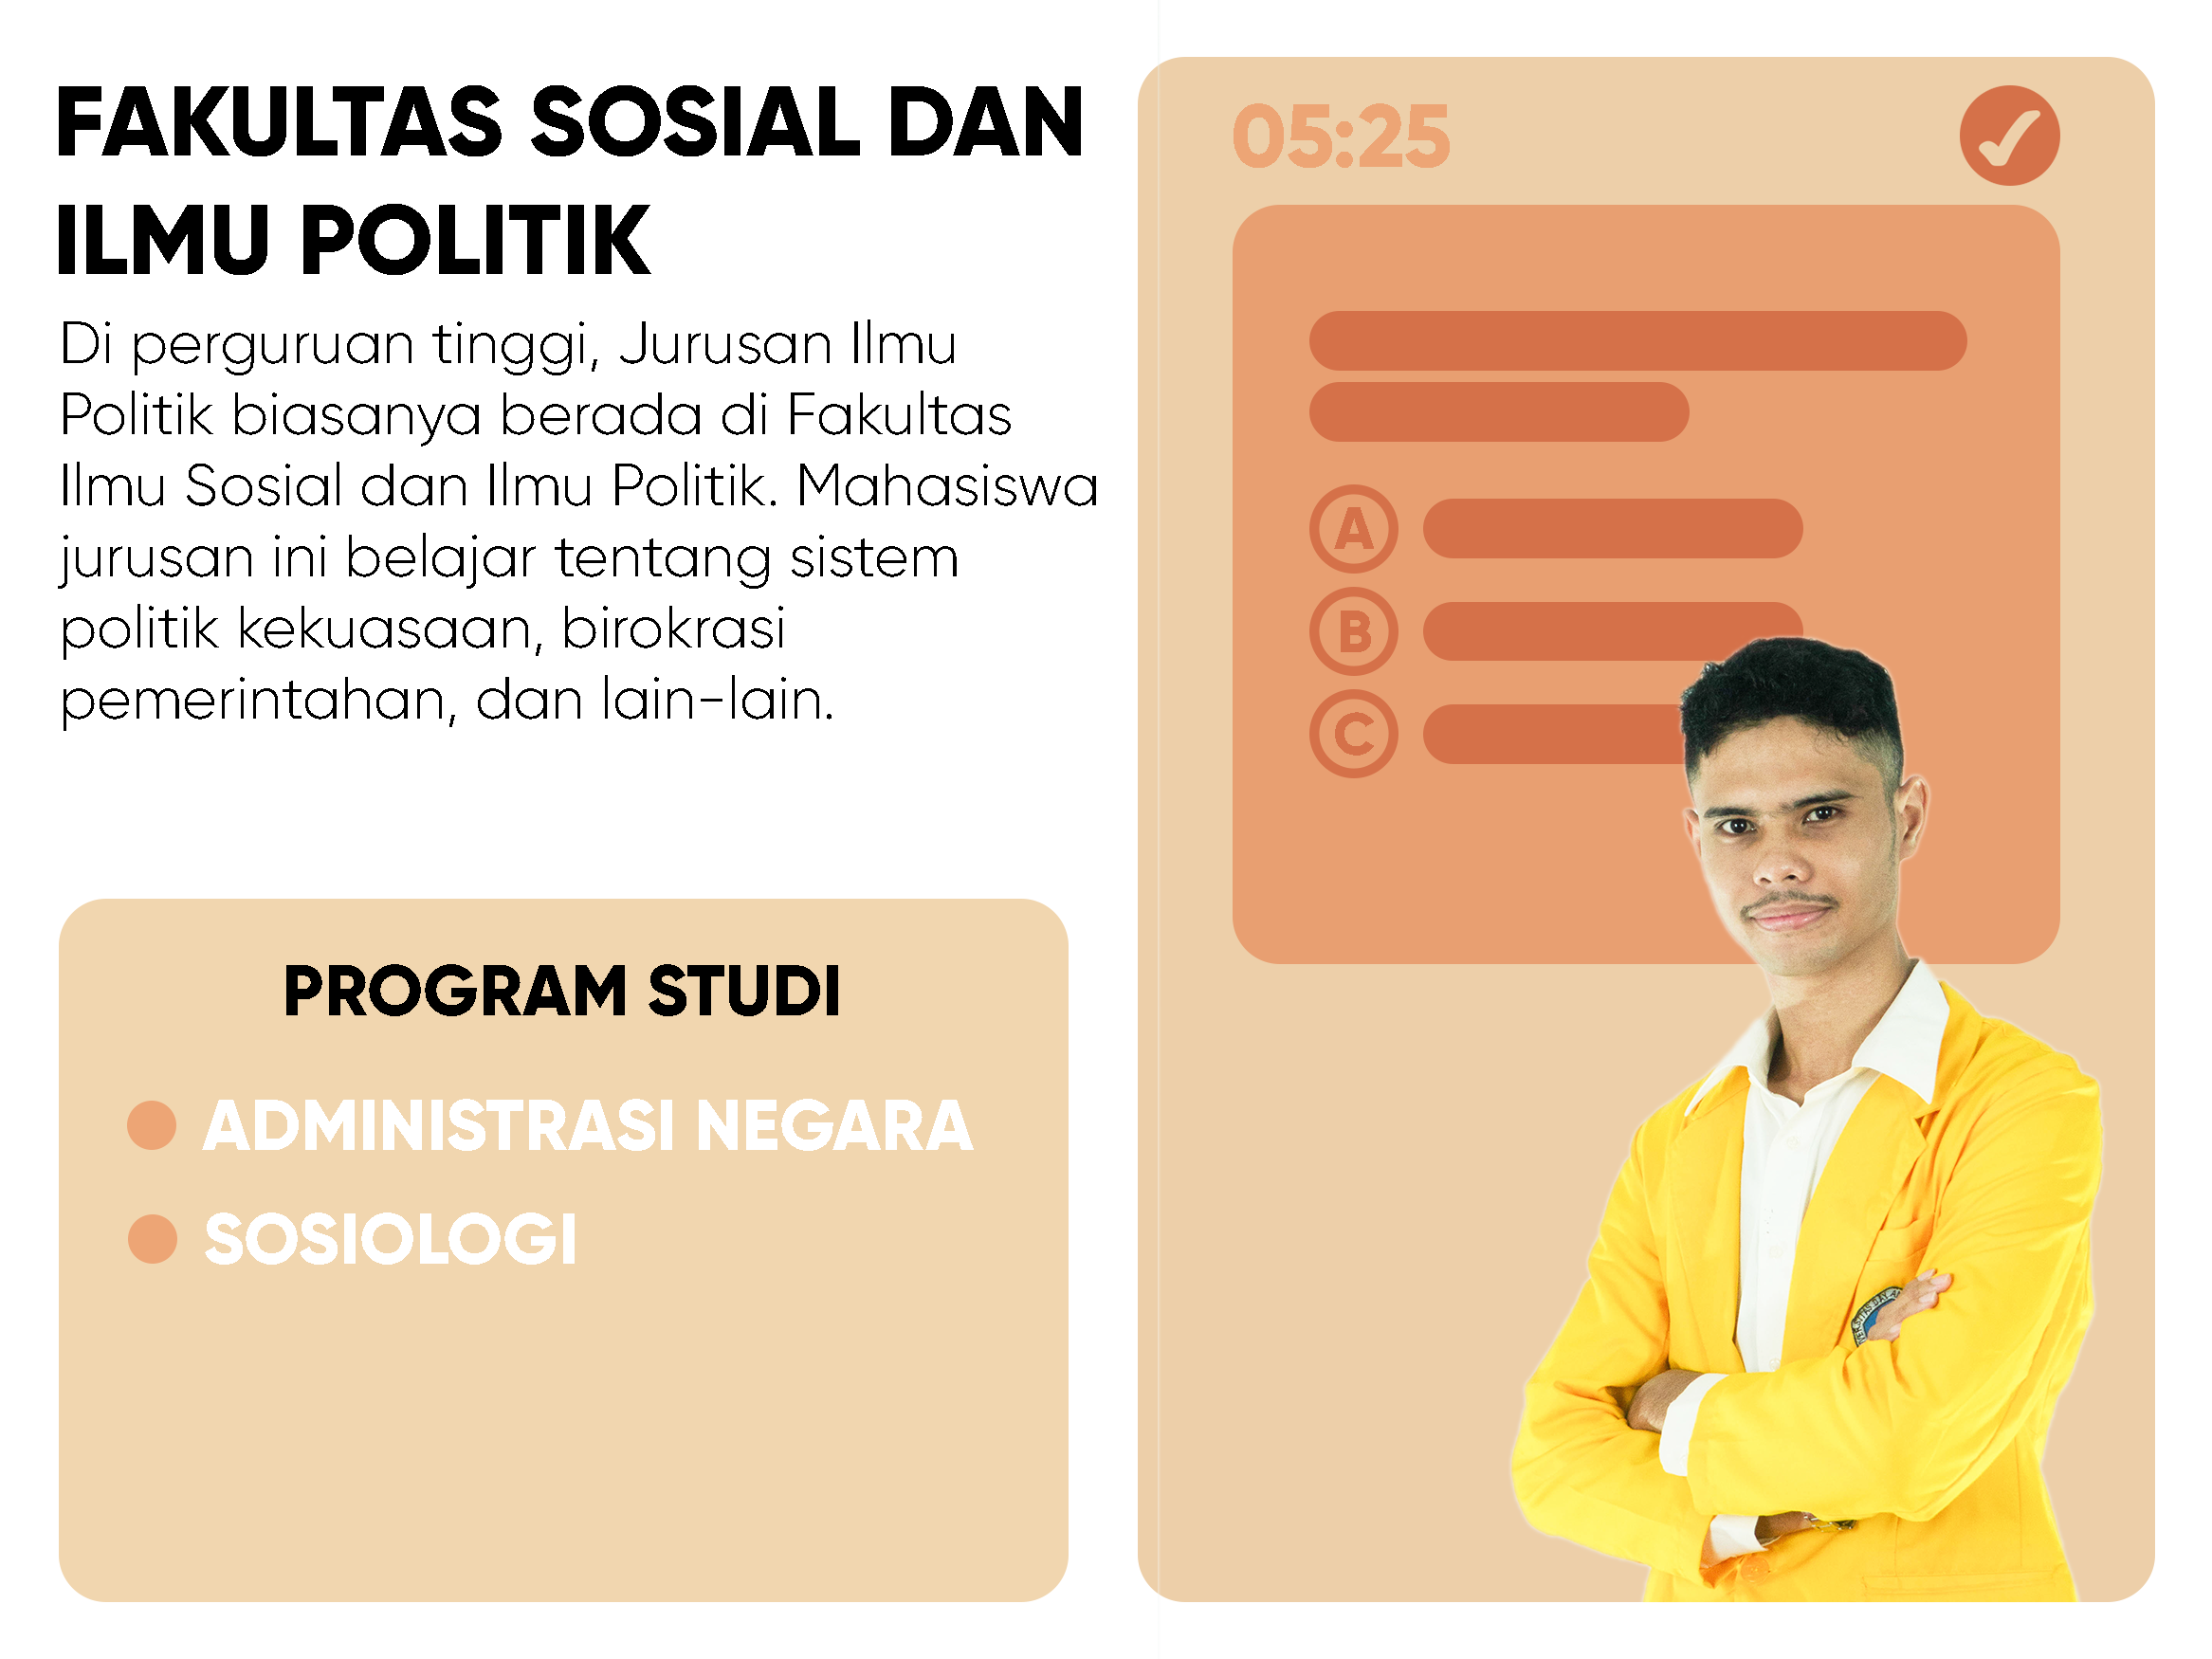 FAKULTAS SOSIAL DAN
ILMU POLITIK
Di perguruan tinggi, Jurusan Ilmu
Politik biasanya berada di Fakultas
Ilmu Sosial dan Ilmu Politik. Mahasiswa
jurusan ini belajar tentang sistem
politik kekuasaan, birokrasi
pemerintahan, dan lain-lain.
PROGRAM STUDI
ADMINISTRASI NEGARA
SOSIOLOGI
05:25
A
B
C